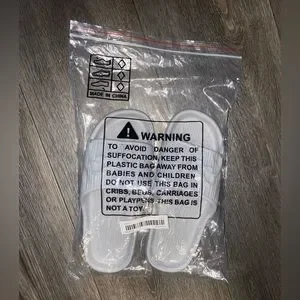 MADE IN CHINA
WARNING
TO AVOID DANGER OF
SUFFOCATION, KEEP THIS
PLASTIC BAG AWAY FROM
BABIES AND CHILDREN
DO NOT USE THIS BAG IN
CRIBS, BEDS, CARRIAGES
OR PLAYPENS THIS BAG IS
NOT A TOY.